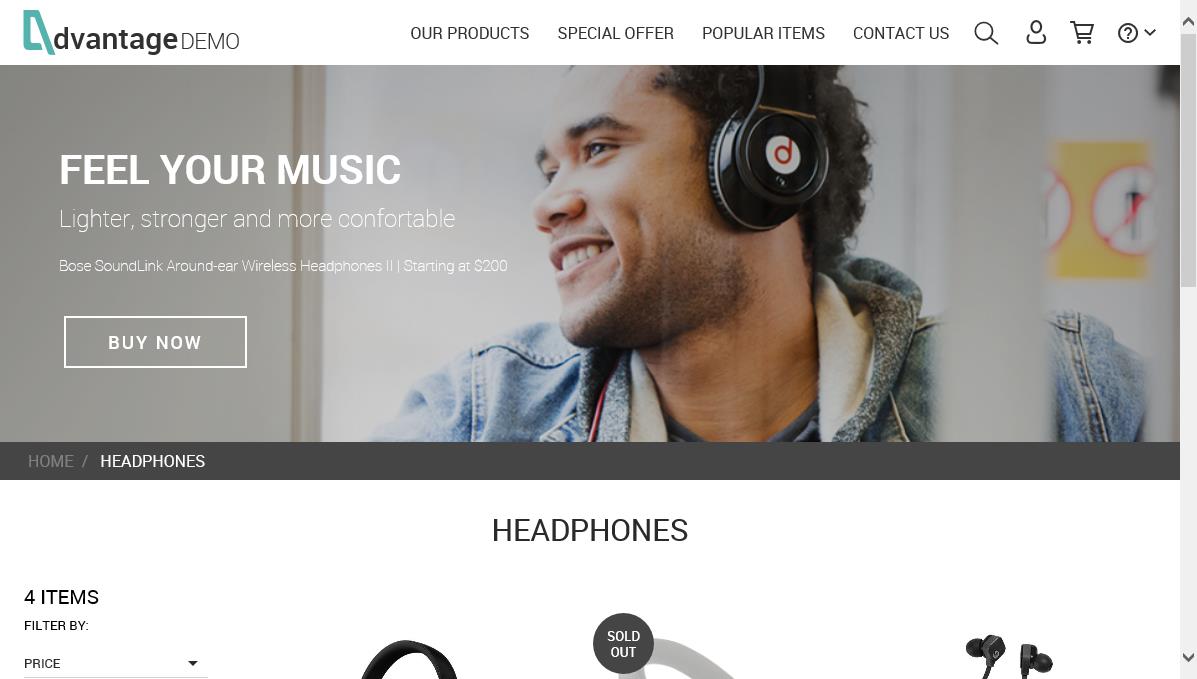 dvantage DEMO
OUR PRODUCTS SPECIAL OFFER POPULAR ITEMS CONTACT US
FEEL YOUR MUSIC
Lighter, stronger and more confortable
Bose SoundLink Around-ear Wireless Headphones II | Starting at $200
BUY NOW
HOME / HEADPHONES
HEADPHONES
4 ITEMS
FILTER BY:
PRICE
SOLD
OUT